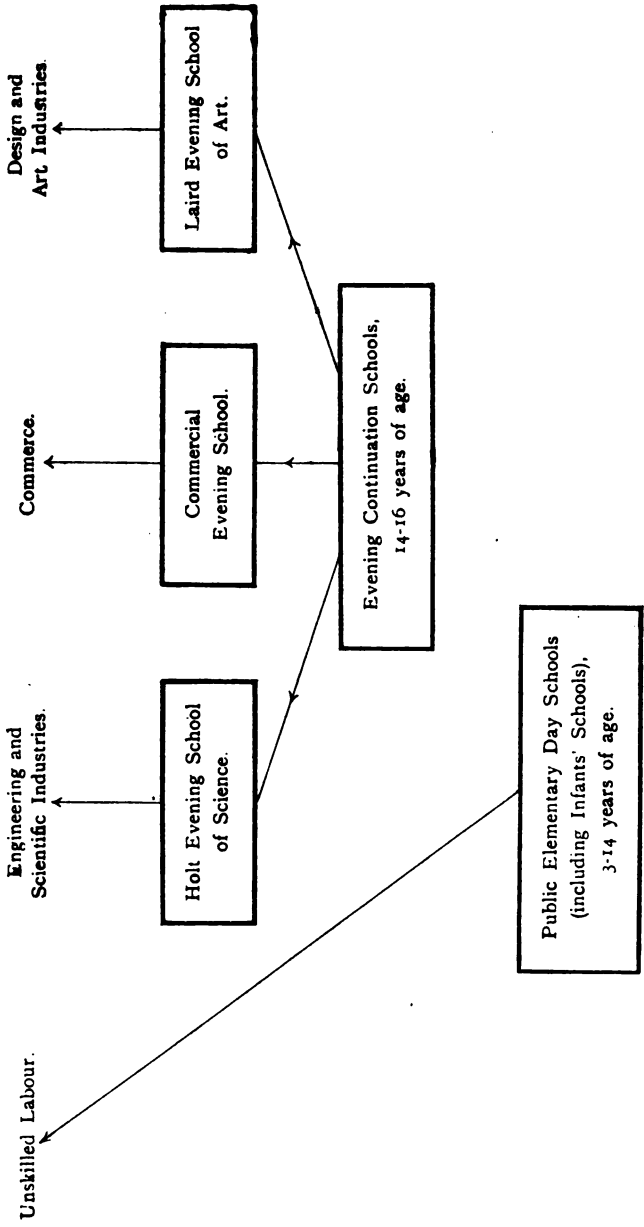 Unskilled Labour.
Engineering and
Scientific Industries.
Commerce.
Design and
Art Industries.
Holt Evening School
of Science.
Commercial
Evening School.
Laird Evening School
of Art.
Evening Continuation Schools,
14-16 years of age.
Public Elementary Day Schools
(including Infants' Schools),
3-14 years of age.